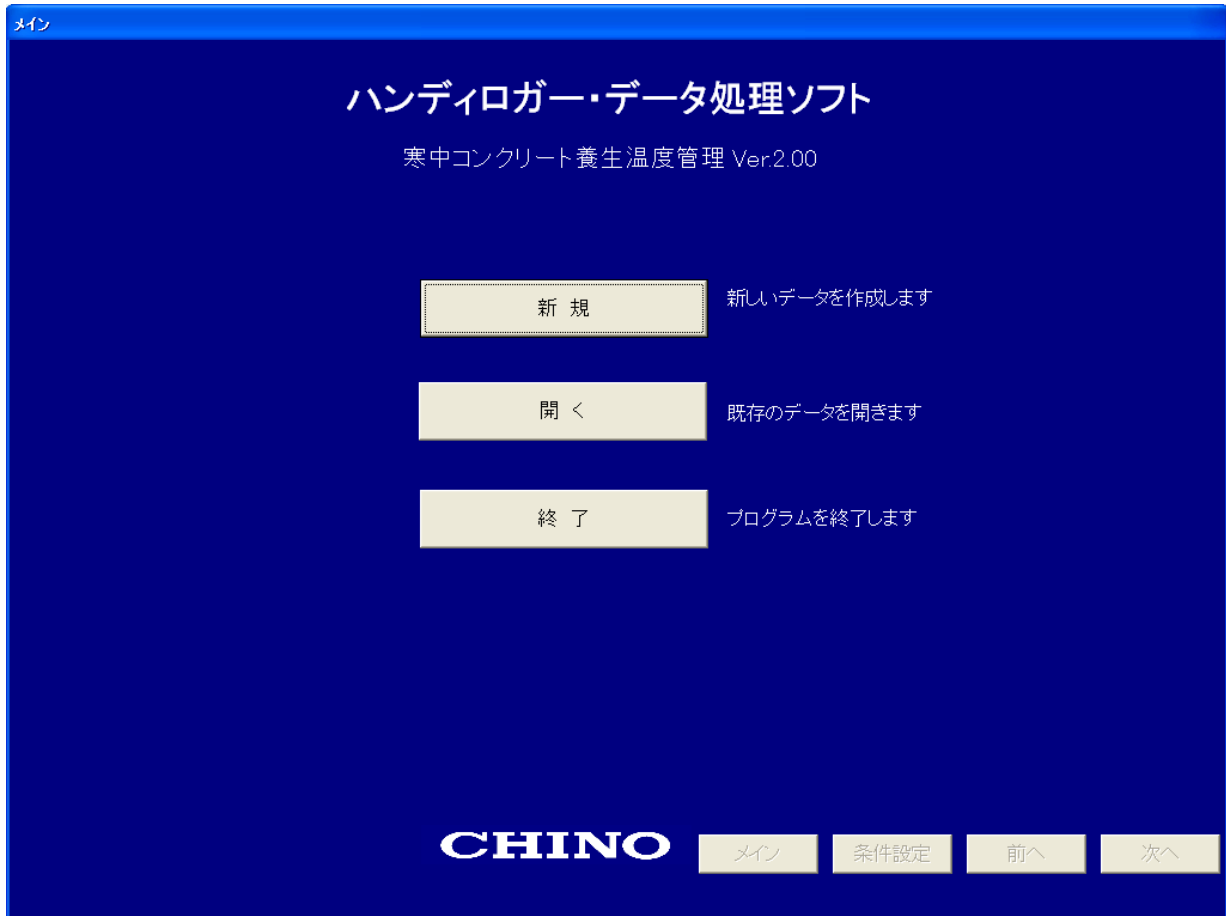 メイン
ハンディロガー・データ処理ソフト
寒中コンクリート養生温度管理 Ver.2.00
新 規 新しいデータを作成します
開 く 既存のデータを開きます
終 了 プログラムを終了します
CHINO メイン 条件設定 前へ 次へ